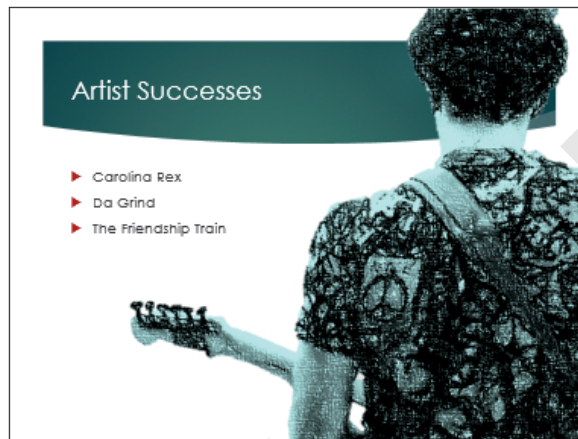 Artist Successes
Carolina Rex
Da Grind
The Friendship Train